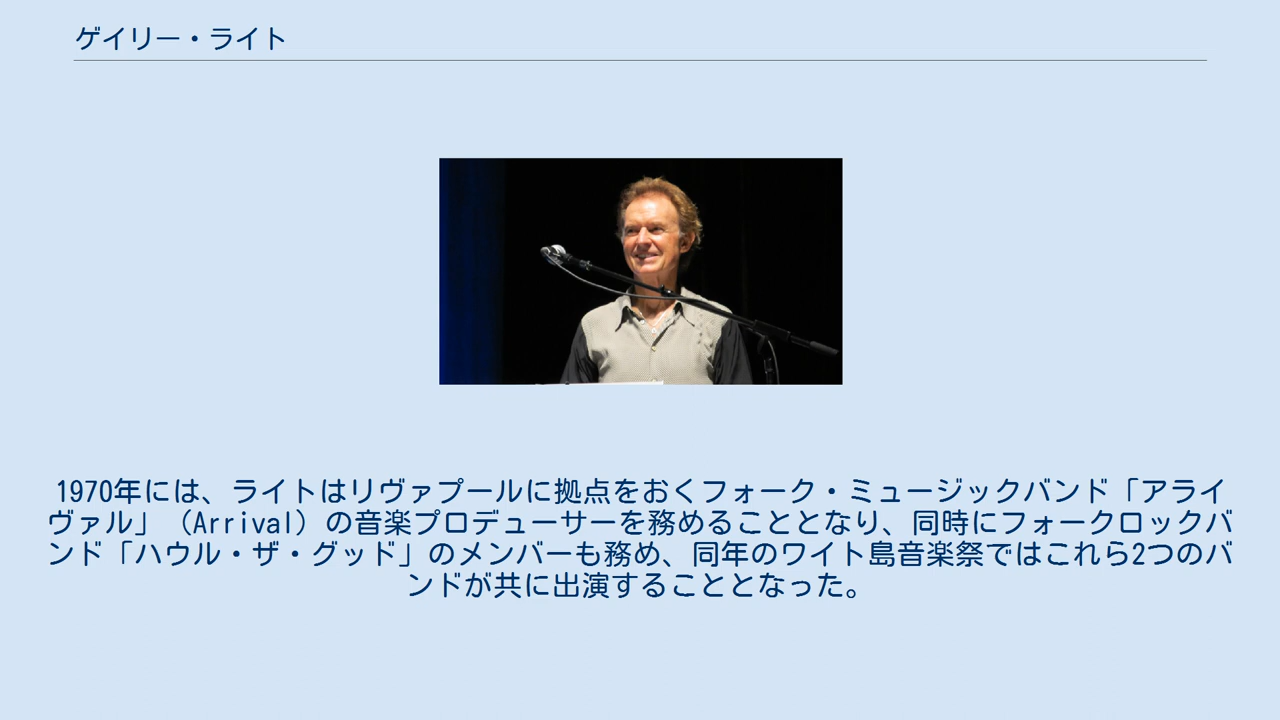 ゲイリー・ライト
1970年には、ライトはリヴァプールに拠点をおくフォーク・ミュージックバンド「アライ
ヴァル」（Arrival）の音楽プロデューサーを務めることとなり、同時にフォークロックバ
ンド「ハウル・ザ・グッド」のメンバーも務め、同年のワイト島音楽祭ではこれら2つのバ
ンドが共に出演することとなった。